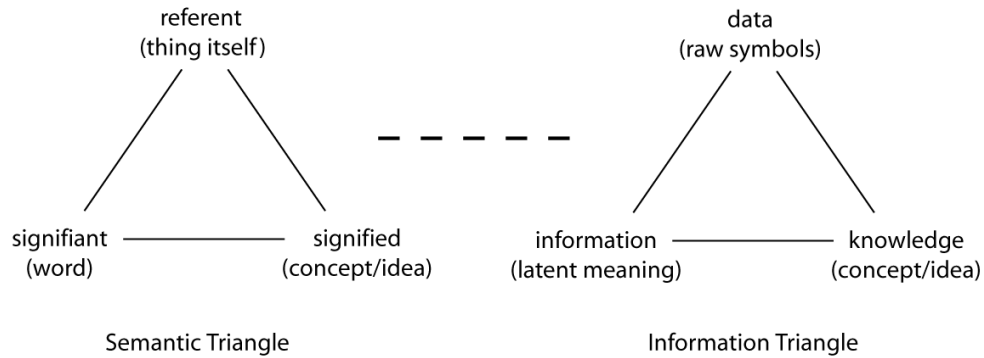 referent
(thing itself)
signifiant
(word)
signified
(concept/idea)
Semantic Triangle
data
(raw symbols)
information
(latent meaning)
knowledge
(concept/idea)
Information Triangle